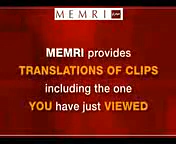 MEMRI
MEMRI provides
TRANSLATIONS OF CLIPS
including the one
YOU have just VIEWED